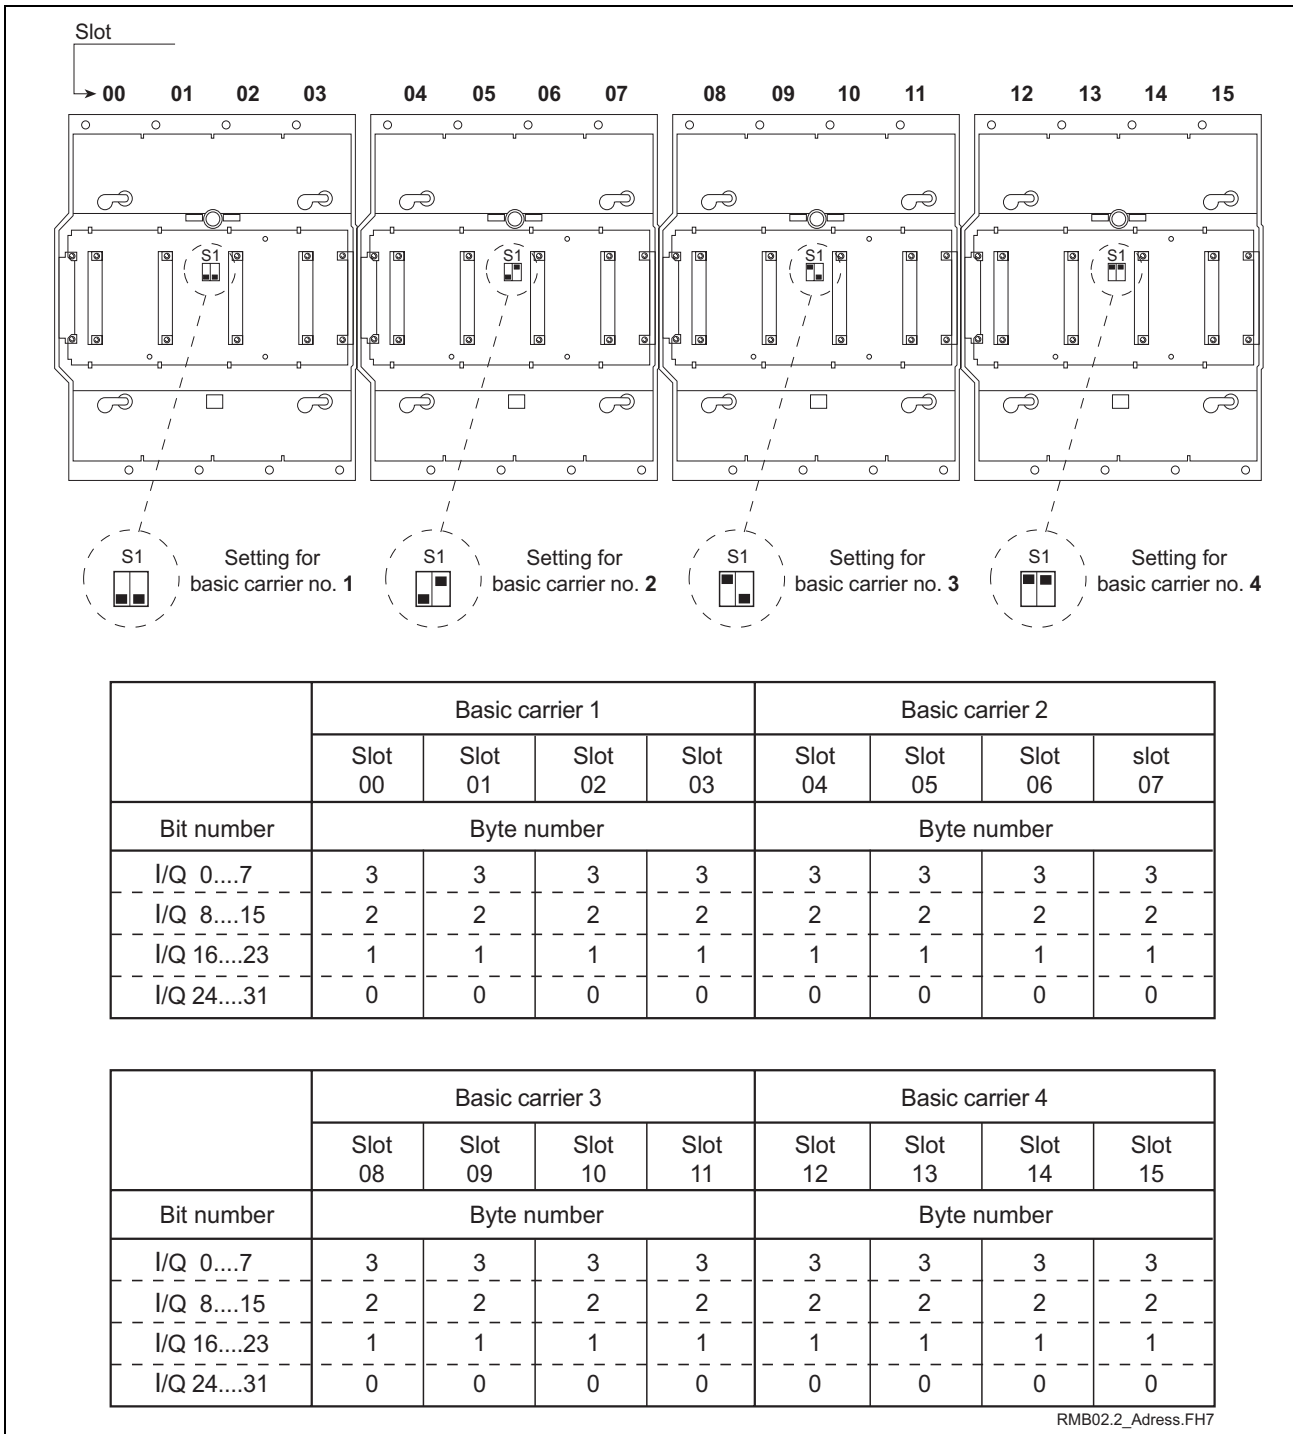 Slot
00 01 02 03 04 05 06 07 08 09 10 11 12 13 14 15
S1 S1 S1 S1
S1 Setting for basic carrier no. 1
S1 Setting for basic carrier no. 2
S1 Setting for basic carrier no. 3
S1 Setting for basic carrier no. 4
Basic carrier 1 Basic carrier 2
Slot 00 Slot 01 Slot 02 Slot 03 Slot 04 Slot 05 Slot 06 slot 07
Bit number Byte number Byte number
I/Q 0....7 3 3 3 3 3 3 3 3
I/Q 8....15 2 2 2 2 2 2 2 2
I/Q 16....23 1 1 1 1 1 1 1 1
I/Q 24....31 0 0 0 0 0 0 0 0
Basic carrier 3 Basic carrier 4
Slot 08 Slot 09 Slot 10 Slot 11 Slot 12 Slot 13 Slot 14 Slot 15
Bit number Byte number Byte number
I/Q 0....7 3 3 3 3 3 3 3 3
I/Q 8....15 2 2 2 2 2 2 2 2
I/Q 16....23 1 1 1 1 1 1 1 1
I/Q 24....31 0 0 0 0 0 0 0 0
RMB02.2_Adress.FH7